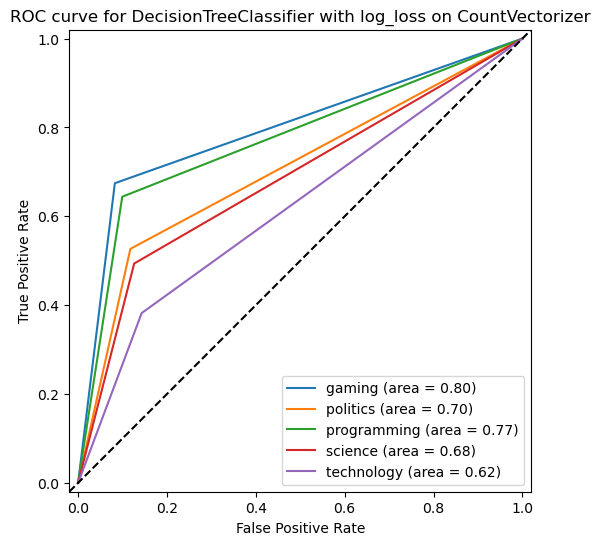 ROC curve for DecisionTreeClassifier with log_loss on CountVectorizer
1.0
0.8
0.6
0.4
0.2
0.0
True Positive Rate
gaming (area = 0.80)
politics (area = 0.70)
programming (area = 0.77)
science (area = 0.68)
technology (area = 0.62)
0.0 0.2 0.4 0.6 0.8 1.0
False Positive Rate